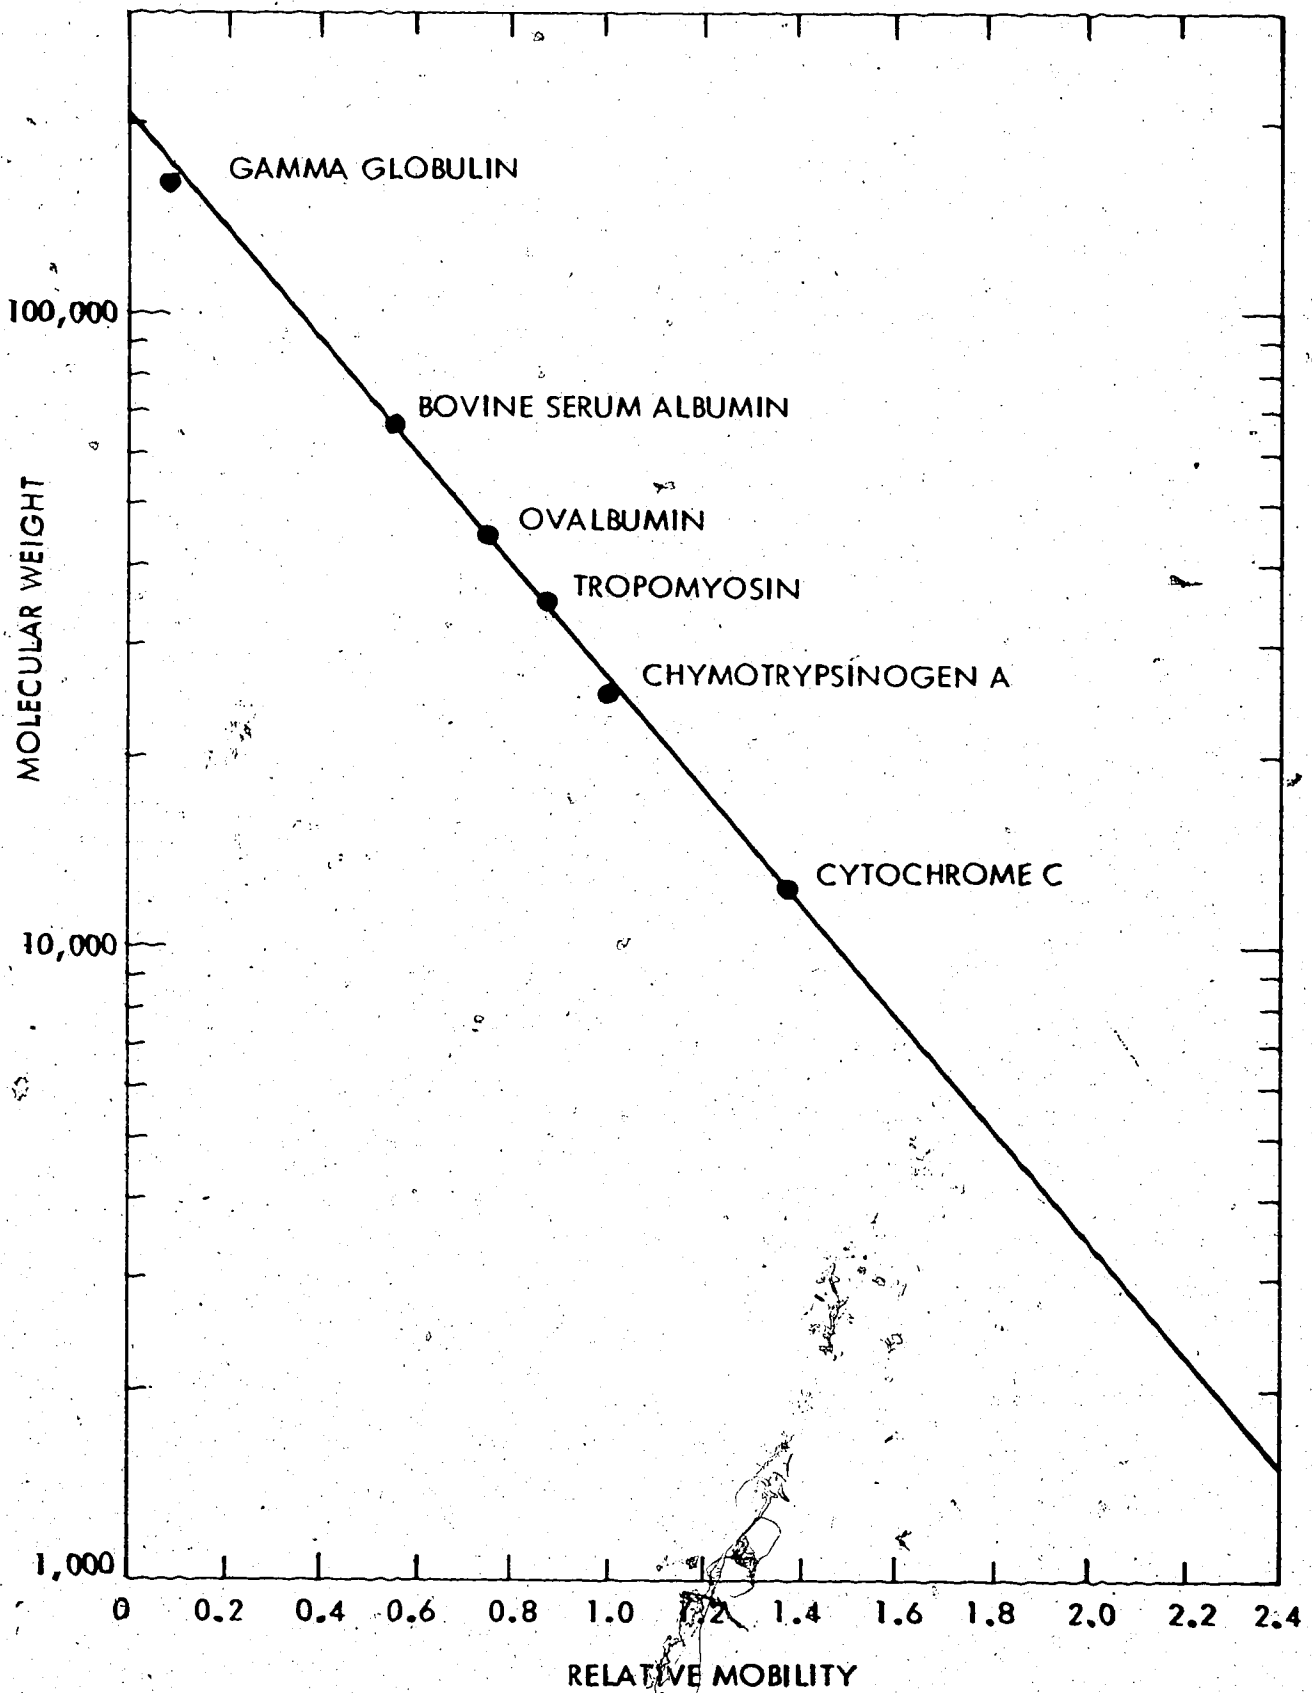 GAMMA GLOBULIN
100,000
BOVINE SERUM ALBUMIN
OVALBUMIN
TROPOMYOSIN
CHYMOTRYPSINOGEN A
MOLECULAR WEIGHT
CYTOCHROME C
10,000
1,000
0 0.2 0.4 0.6 0.8 1.0 1.2 1.4 1.6 1.8 2.0 2.2 2.4
RELATIVE MOBILITY